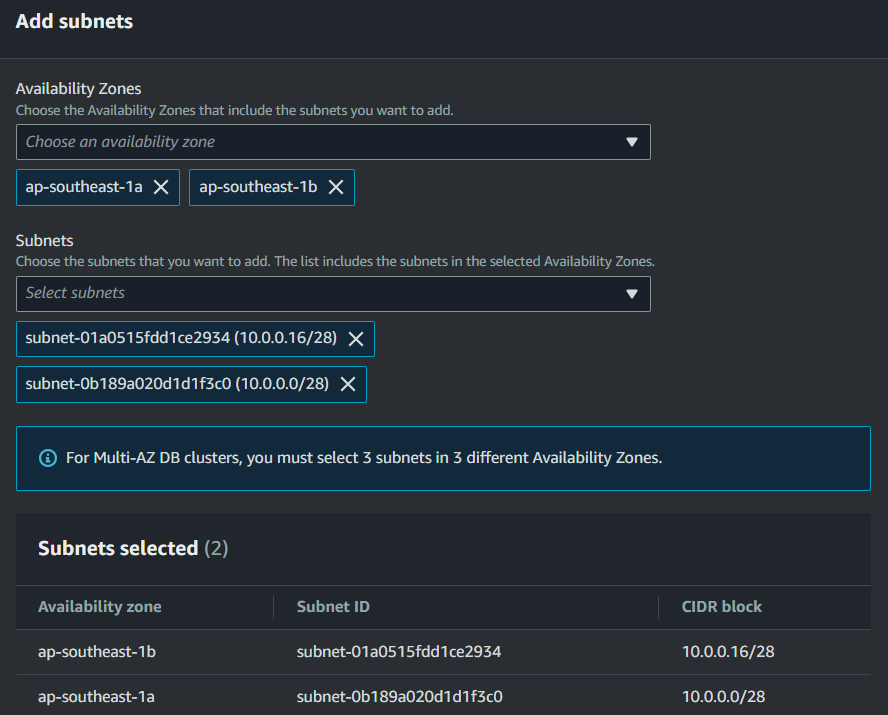 Add subnets
Availability Zones
Choose the Availability Zones that include the subnets you want to add.
Choose an availability zone
ap-southeast-1a ap-southeast-1b
Subnets
Choose the subnets that you want to add. The list includes the subnets in the selected Availability Zones.
Select subnets
subnet-01a0515fdd1ce2934 (10.0.0.16/28)
subnet-0b189a020d1d1f3c0 (10.0.0.0/28)
For Multi-AZ DB clusters, you must select 3 subnets in 3 different Availability Zones.
Subnets selected (2)
Availability zone Subnet ID CIDR block
ap-southeast-1b subnet-01a0515fdd1ce2934 10.0.0.16/28
ap-southeast-1a subnet-0b189a020d1d1f3c0 10.0.0.0/28